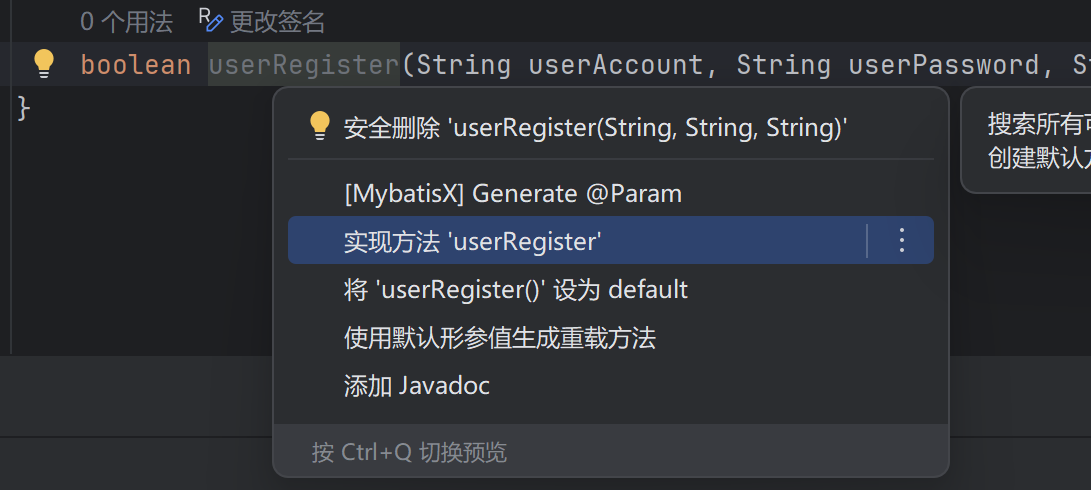 0 个用法 更改签名
boolean userRegister(String userAccount, String userPassword,
}
安全删除 'userRegister(String, String, String)'
[MybatisX] Generate @Param
实现方法 'userRegister'
将 'userRegister()' 设为 default
使用默认形参值生成重载方法
添加 Javadoc
按 Ctrl+Q 切换预览
搜索所有
创建默认